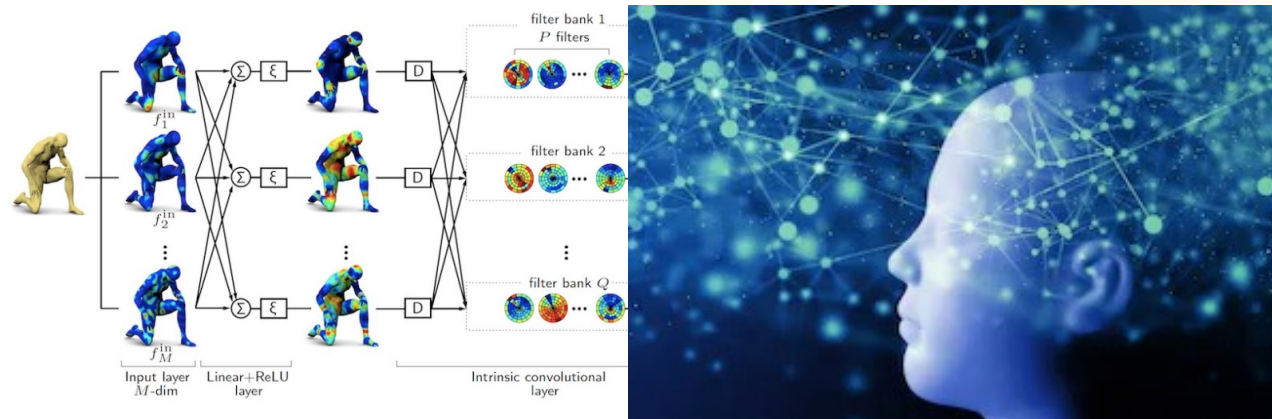 filter bank 1
P filters
Σ ξ D
f₁ⁱⁿ
filter bank 2
Σ ξ D
f₂ⁱⁿ
filter bank Q
Σ ξ D
f_Mⁱⁿ
Input layer
M-dim
Linear+ReLU
layer
Intrinsic convolutional
layer